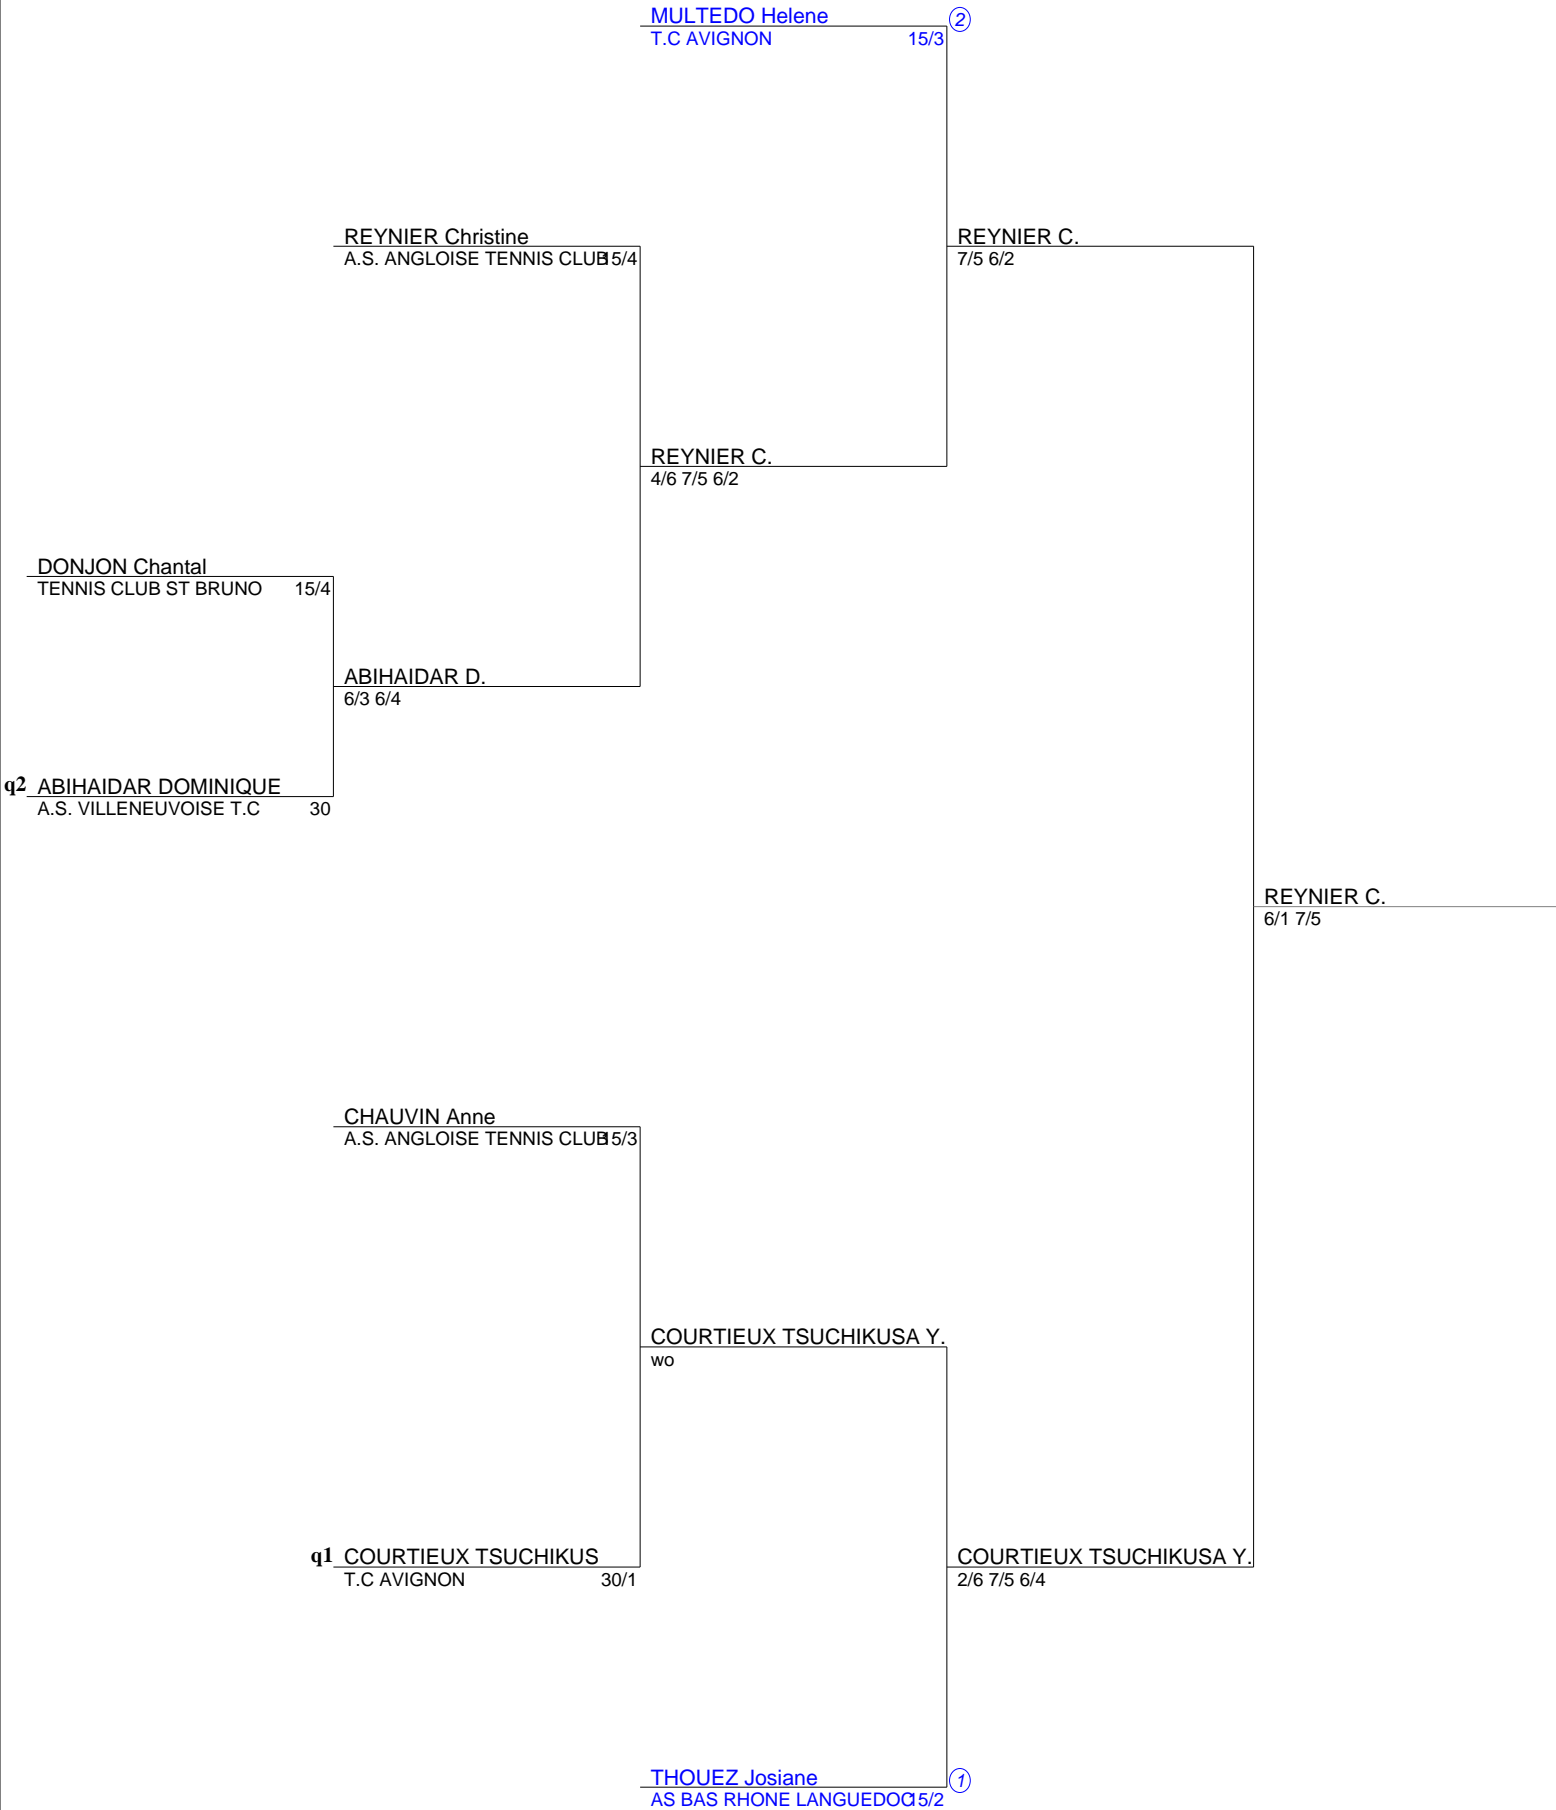 MULTEDO Helene 2
T.C AVIGNON 15/3
REYNIER Christine
A.S. ANGLOISE TENNIS CLUB 15/4
REYNIER C.
7/5 6/2
REYNIER C.
4/6 7/5 6/2
DONJON Chantal
TENNIS CLUB ST BRUNO 15/4
ABIHAIDAR D.
6/3 6/4
q2 ABIHAIDAR DOMINIQUE
A.S. VILLENEUVOISE T.C 30
REYNIER C.
6/1 7/5
CHAUVIN Anne
A.S. ANGLOISE TENNIS CLUB 15/3
COURTIEUX TSUCHIKUSA Y.
wo
q1 COURTIEUX TSUCHIKUS
T.C AVIGNON 30/1
COURTIEUX TSUCHIKUSA Y.
2/6 7/5 6/4
THOUEZ Josiane 1
AS BAS RHONE LANGUEDOC 15/2